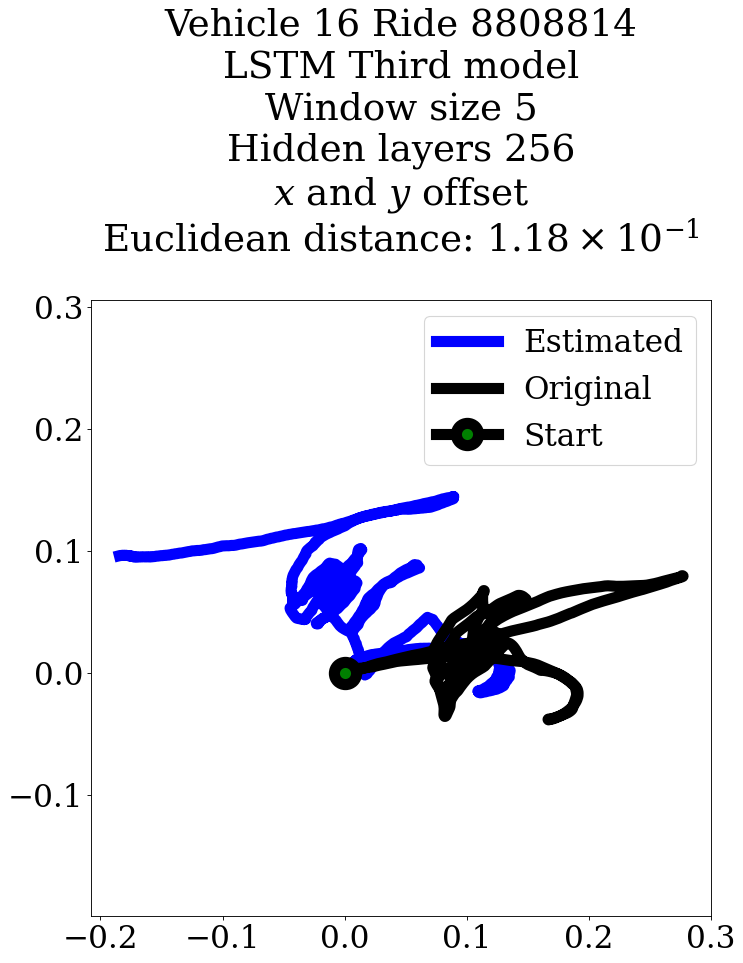 Vehicle 16 Ride 8808814
LSTM Third model
Window size 5
Hidden layers 256
x and y offset
Euclidean distance: 1.18 × 10⁻¹
0.3
Estimated
Original
Start
0.2
0.1
0.0
−0.1
−0.2 −0.1 0.0 0.1 0.2 0.3